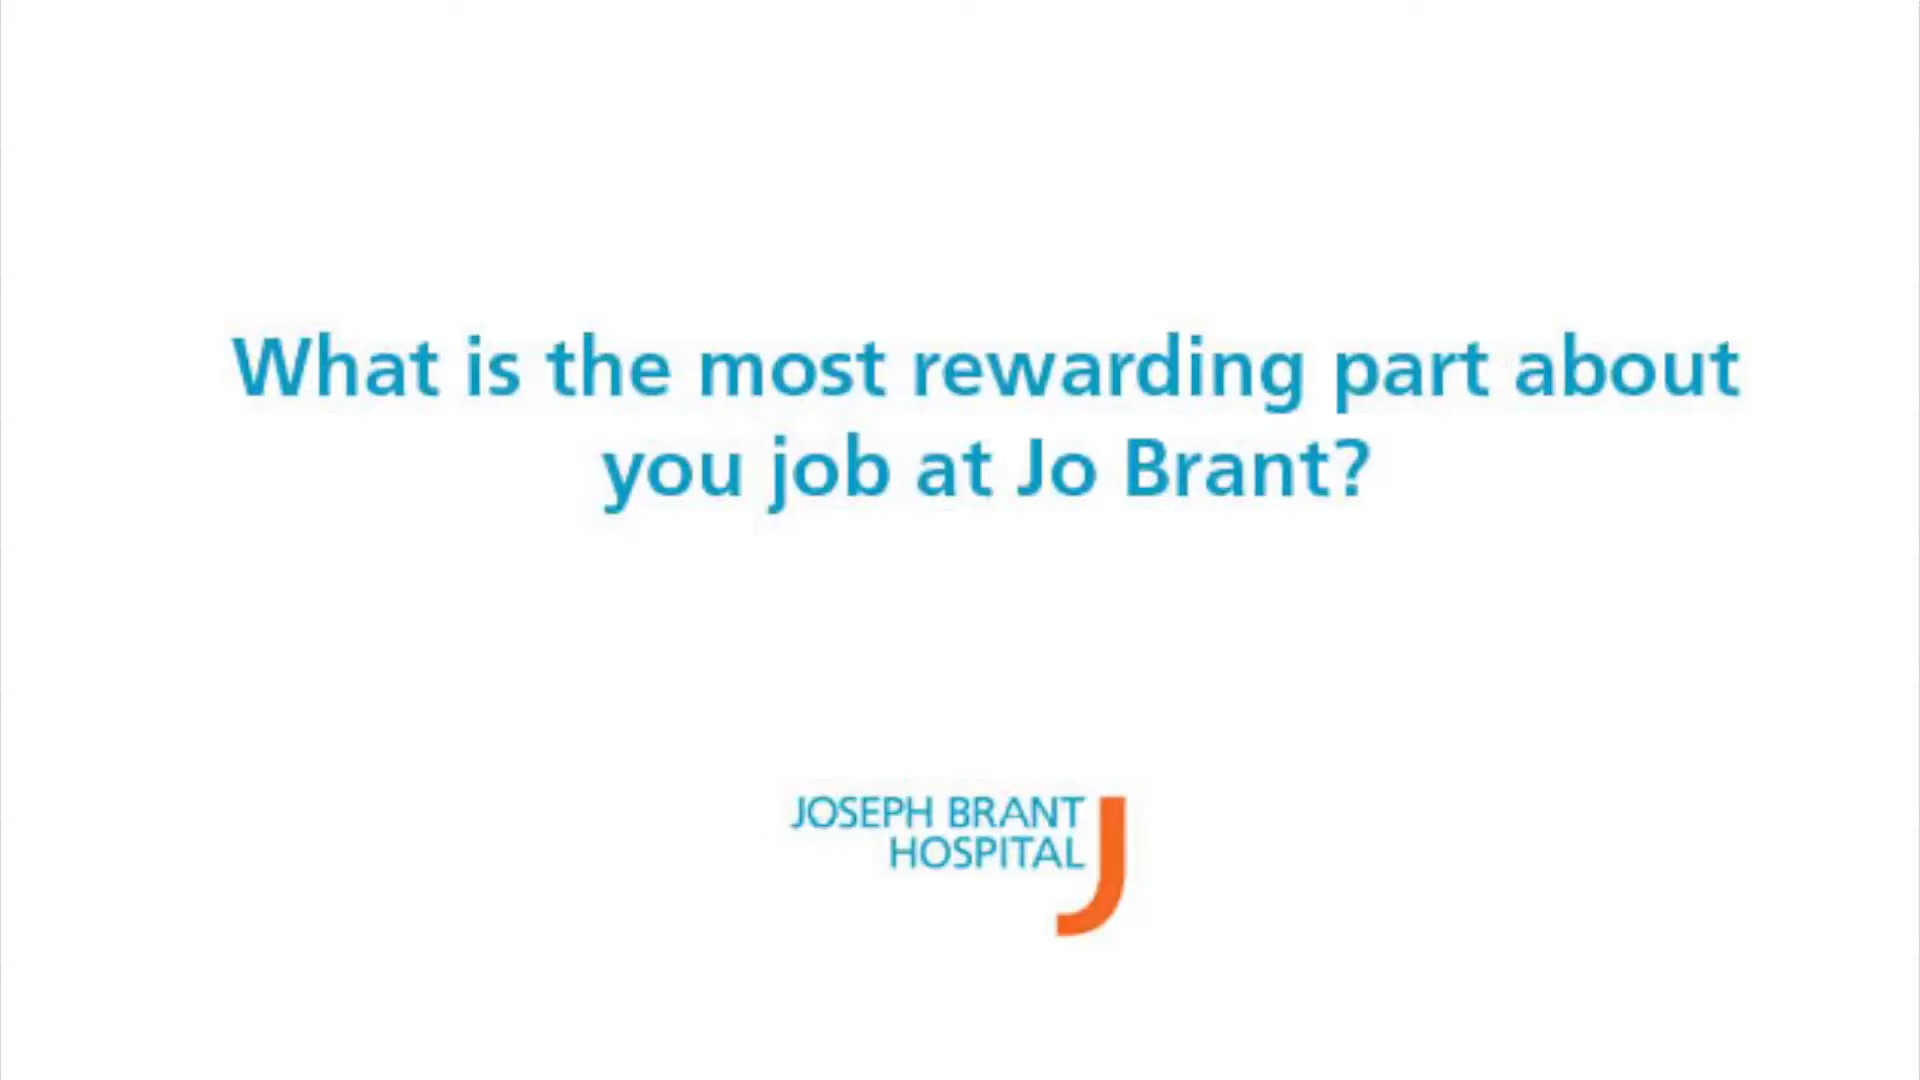 What is the most rewarding part about
you job at Jo Brant?
JOSEPH BRANT
HOSPITAL